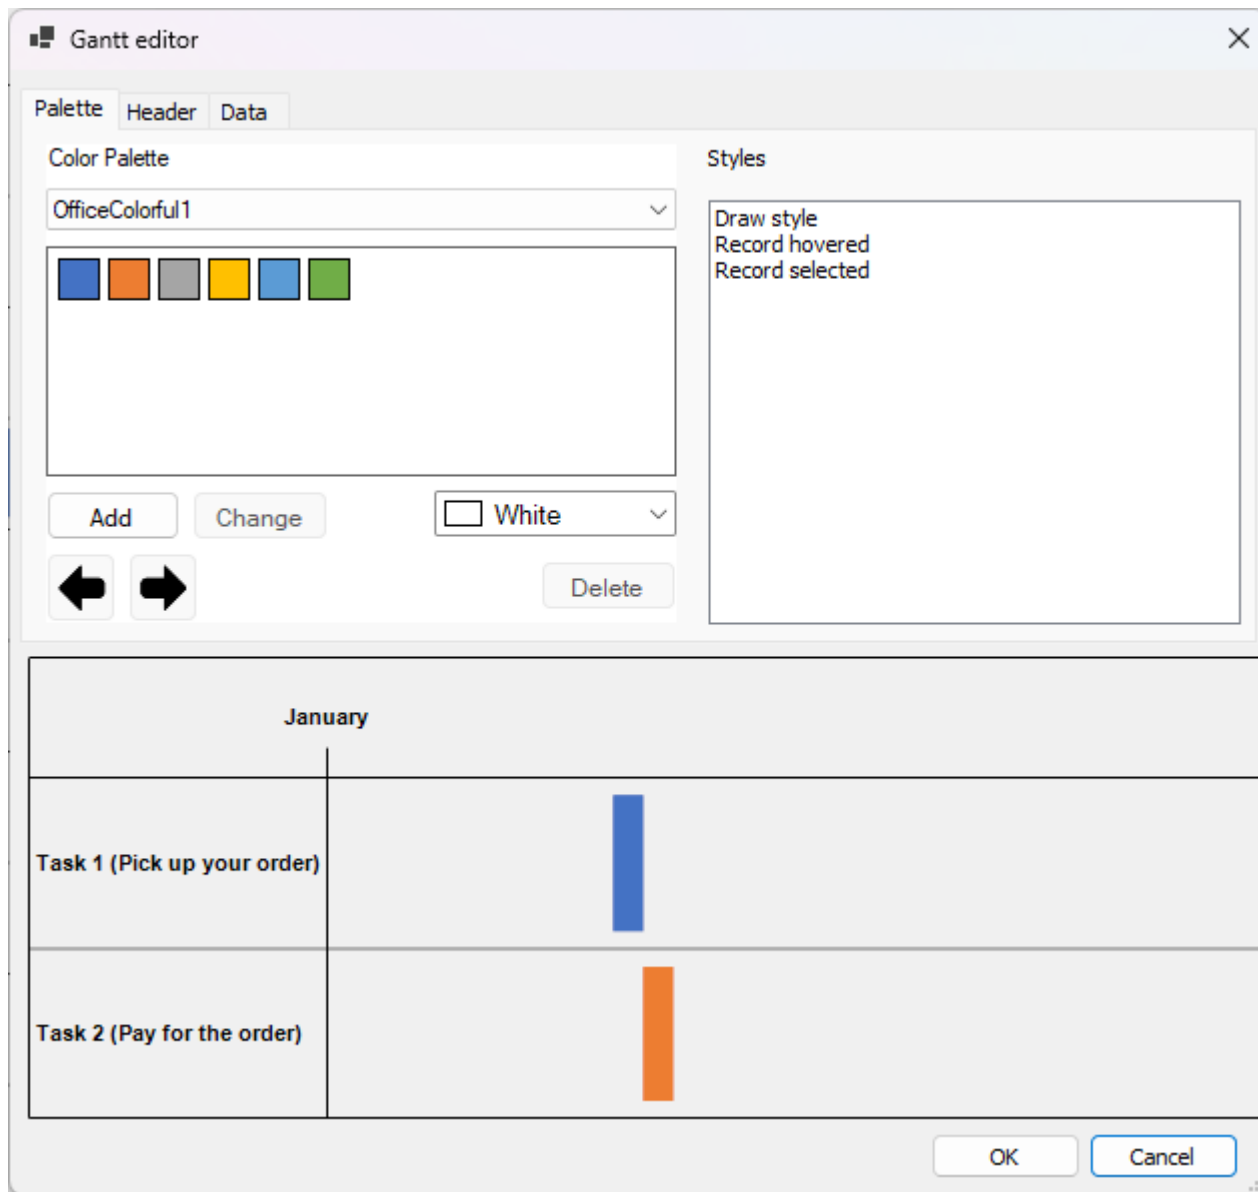 Gantt editor
Palette Header Data
Color Palette
OfficeColorful1
Add Change White
Delete
Styles
Draw style
Record hovered
Record selected
January
Task 1 (Pick up your order)
Task 2 (Pay for the order)
OK Cancel